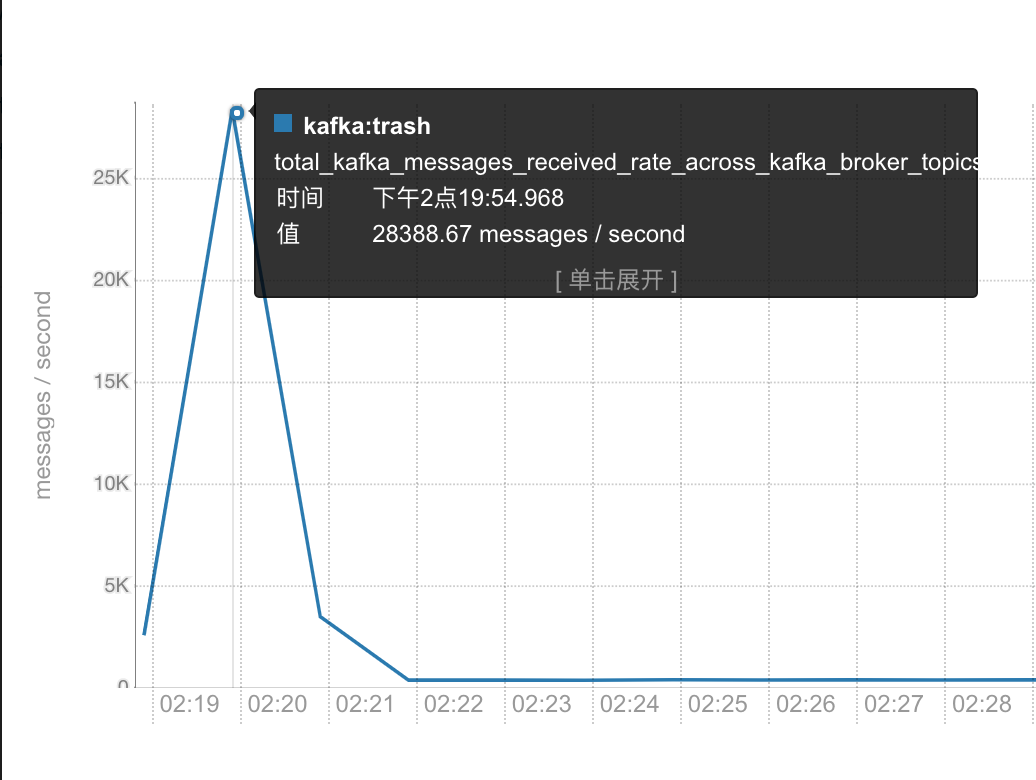 kafka:trash
total_kafka_messages_received_rate_across_kafka_broker_topics
时间 下午2点19:54.968
值 28388.67 messages / second
[ 单击展开 ]
messages / second
25K
20K
15K
10K
5K
0
02:19 02:20 02:21 02:22 02:23 02:24 02:25 02:26 02:27 02:28